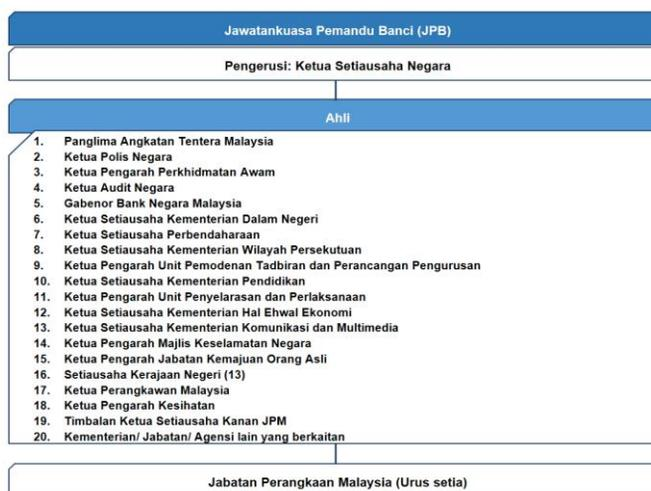 Jawatankuasa Pemandu Banci (JPB)
Pengerusi: Ketua Setiausaha Negara
Ahli
1. Panglima Angkatan Tentera Malaysia
2. Ketua Polis Negara
3. Ketua Pengarah Perkhidmatan Awam
4. Ketua Audit Negara
5. Gabenor Bank Negara Malaysia
6. Ketua Setiausaha Kementerian Dalam Negeri
7. Ketua Setiausaha Perbendaharaan
8. Ketua Setiausaha Kementerian Wilayah Persekutuan
9. Ketua Pengarah Unit Pemodenan Tadbiran dan Perancangan Pengurusan
10. Ketua Setiausaha Kementerian Pendidikan
11. Ketua Pengarah Unit Penyelarasan dan Perlaksanaan
12. Ketua Setiausaha Kementerian Hal Ehwal Ekonomi
13. Ketua Setiausaha Kementerian Komunikasi dan Multimedia
14. Ketua Pengarah Majlis Keselamatan Negara
15. Ketua Pengarah Jabatan Kemajuan Orang Asli
16. Setiausaha Kerajaan Negeri (13)
17. Ketua Perangkawan Malaysia
18. Ketua Pengarah Kesihatan
19. Timbalan Ketua Setiausaha Kanan JPM
20. Kementerian/ Jabatan/ Agensi lain yang berkaitan
Jabatan Perangkaan Malaysia (Urus setia)